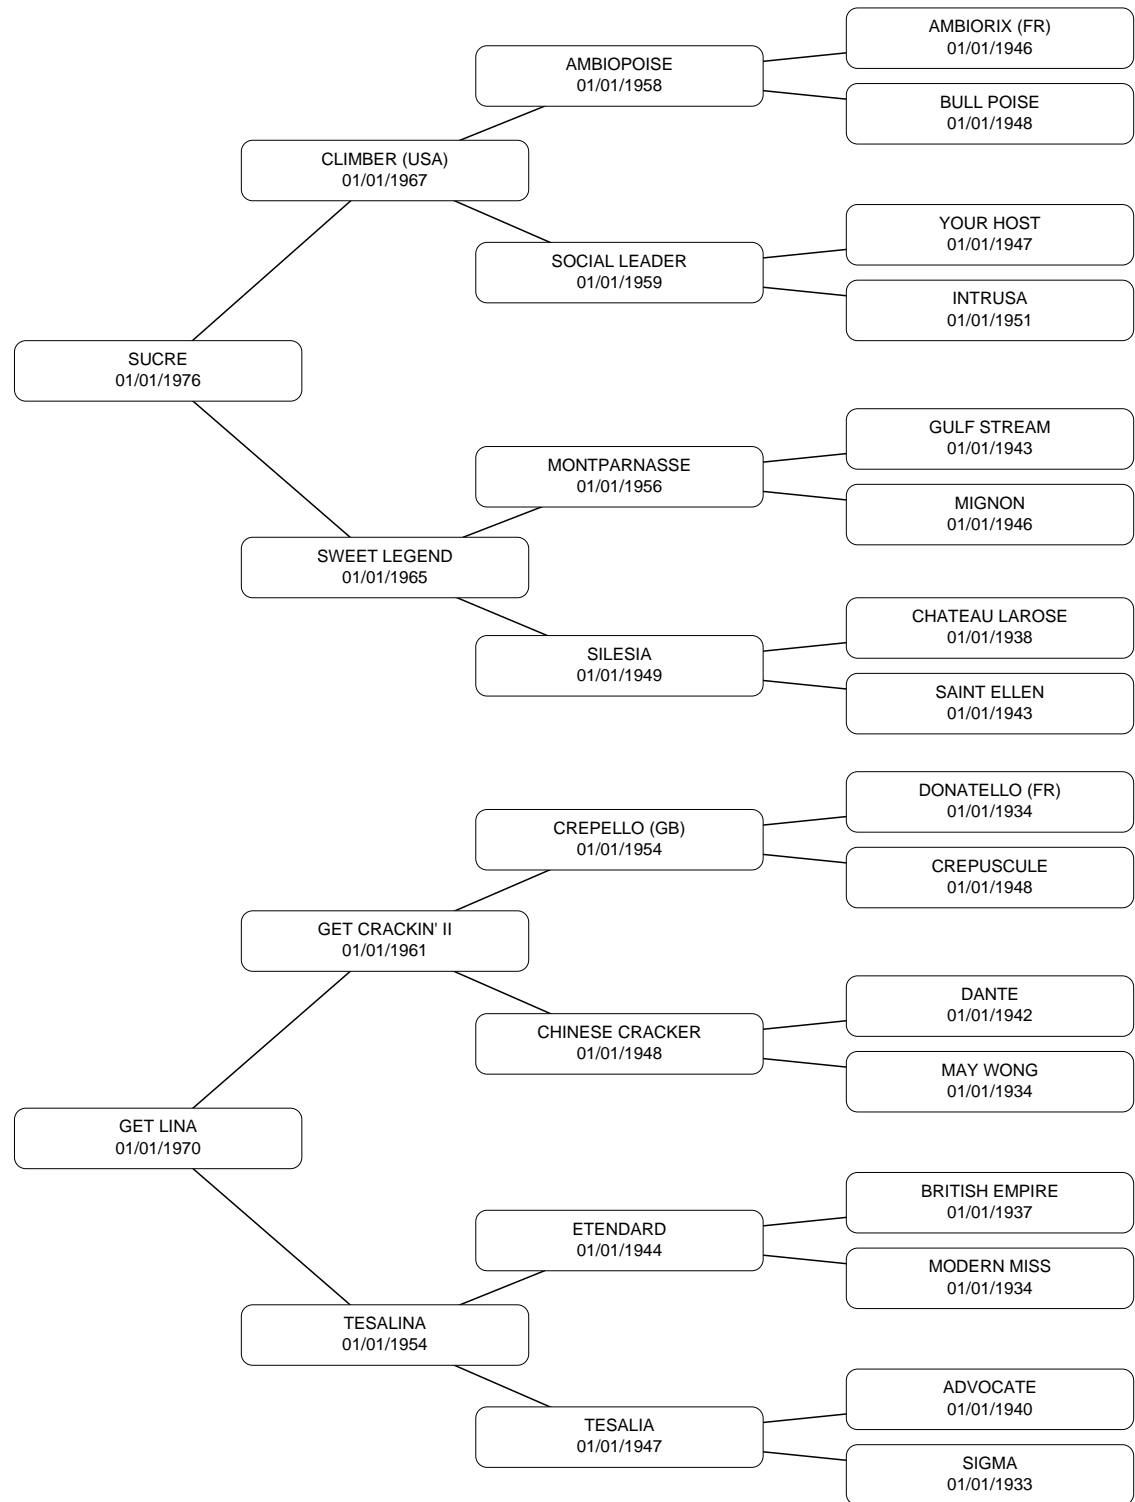 AMBIORIX (FR)
01/01/1946
AMBIOPOISE
01/01/1958
BULL POISE
01/01/1948
CLIMBER (USA)
01/01/1967
YOUR HOST
01/01/1947
SOCIAL LEADER
01/01/1959
INTRUSA
01/01/1951
SUCRE
01/01/1976
GULF STREAM
01/01/1943
MONTPARNASSE
01/01/1956
MIGNON
01/01/1946
SWEET LEGEND
01/01/1965
CHATEAU LAROSE
01/01/1938
SILESIA
01/01/1949
SAINT ELLEN
01/01/1943
DONATELLO (FR)
01/01/1934
CREPELLO (GB)
01/01/1954
CREPUSCULE
01/01/1948
GET CRACKIN' II
01/01/1961
DANTE
01/01/1942
CHINESE CRACKER
01/01/1948
MAY WONG
01/01/1934
GET LINA
01/01/1970
BRITISH EMPIRE
01/01/1937
ETENDARD
01/01/1944
MODERN MISS
01/01/1934
TESALINA
01/01/1954
ADVOCATE
01/01/1940
TESALIA
01/01/1947
SIGMA
01/01/1933